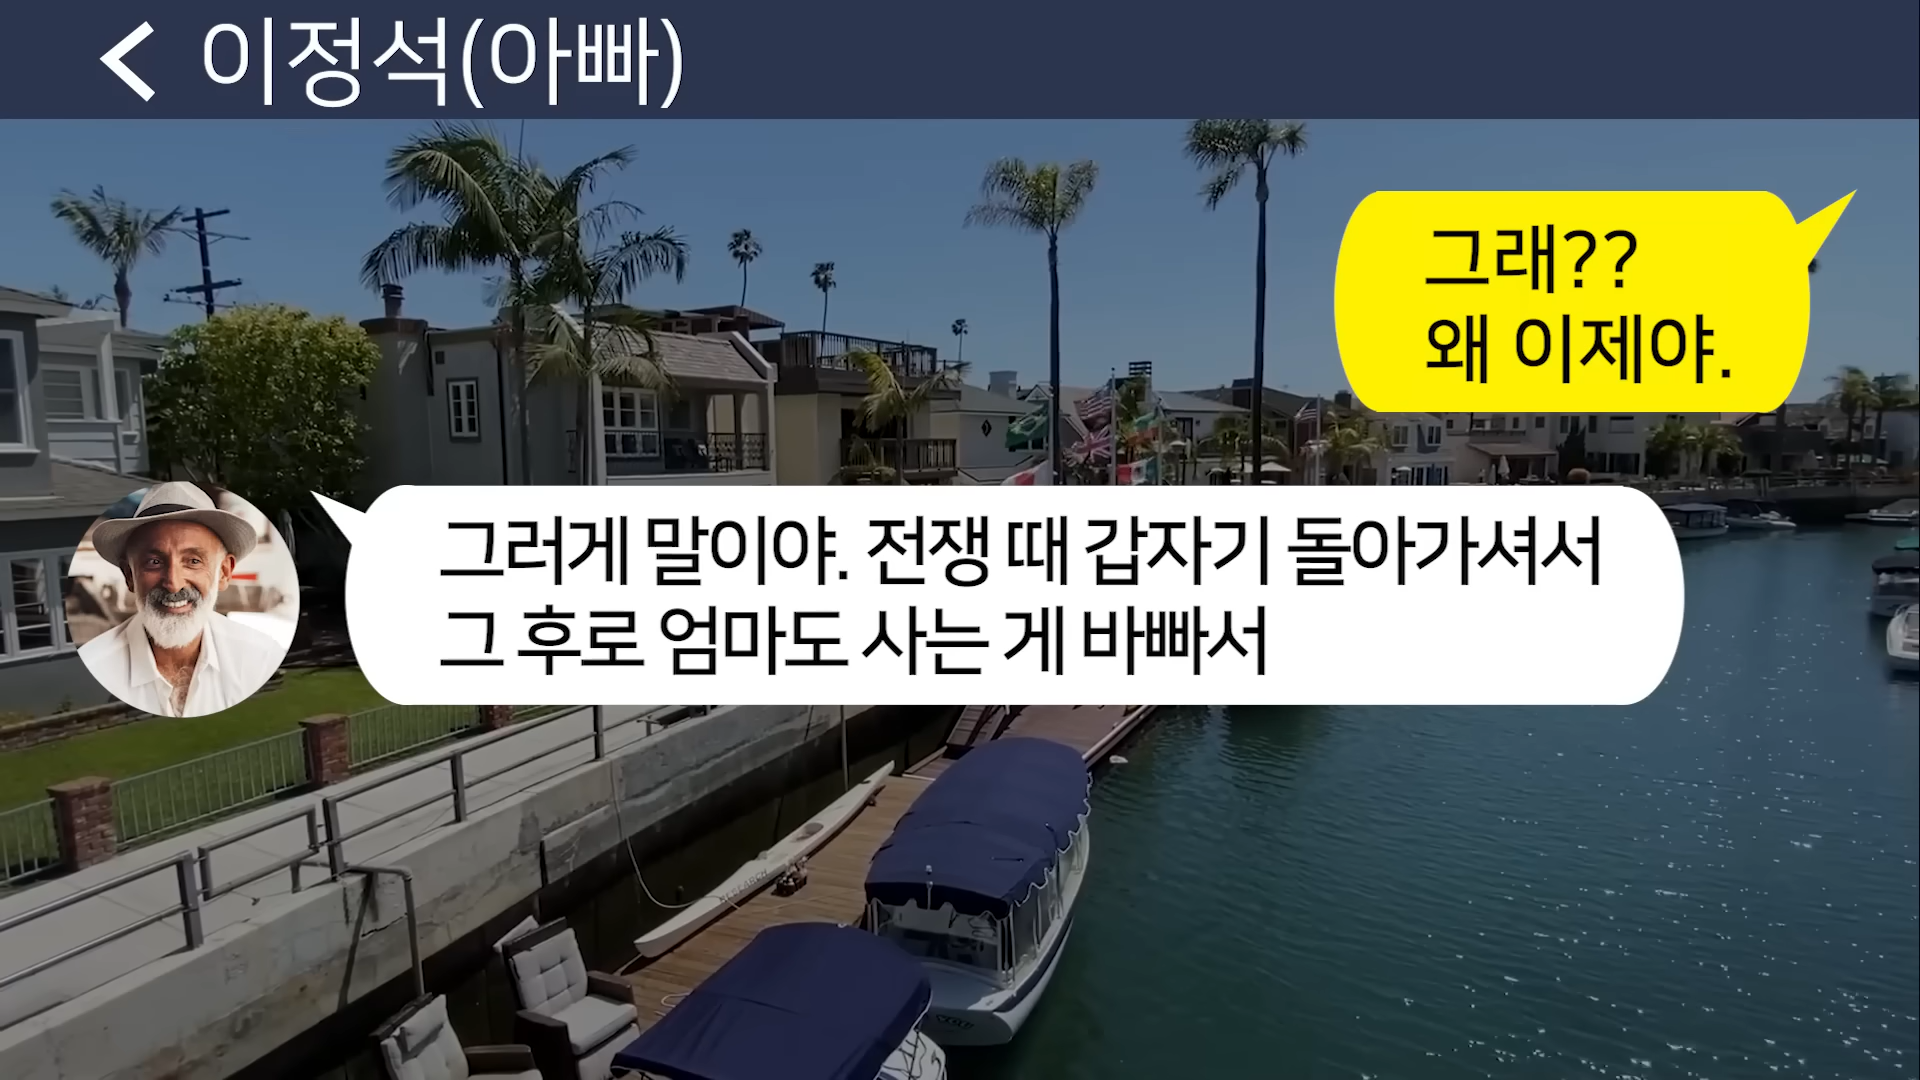 이정석(아빠)
그래??
왜 이제야.
그러게 말이야. 전쟁 때 갑자기 돌아가셔서
그 후로 엄마도 사는 게 바빠서
RESEARCH